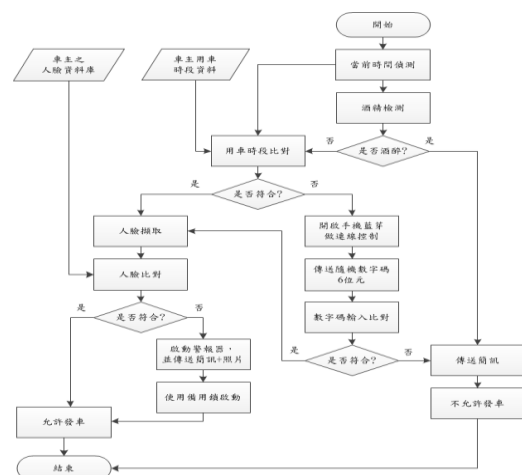 開始
車主之
人臉資料庫
車主用車
時段資料
當前時間偵測
酒精檢測
否
是
用車時段比對
是否酒醉?
是
否
是否符合?
人臉擷取
開啟手機藍芽
做連線控制
人臉比對
傳送隨機數字碼
6位元
是
否
是否符合?
數字碼輸入比對
啟動警報器,
並傳送簡訊+照片
是
否
是否符合?
傳送簡訊
使用備用鎖啟動
不允許發車
允許發車
結束